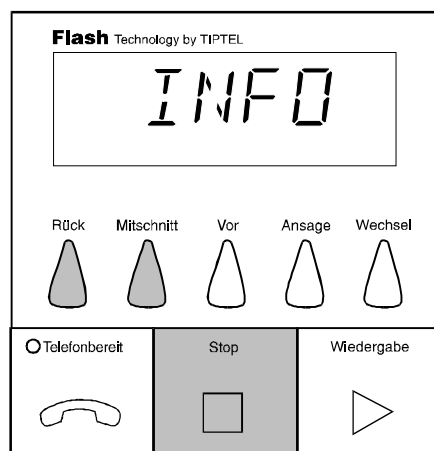 Flash Technology by TIPTEL
INFO
Rück Mitschnitt Vor Ansage Wechsel
Telefonbereit Stop Wiedergabe